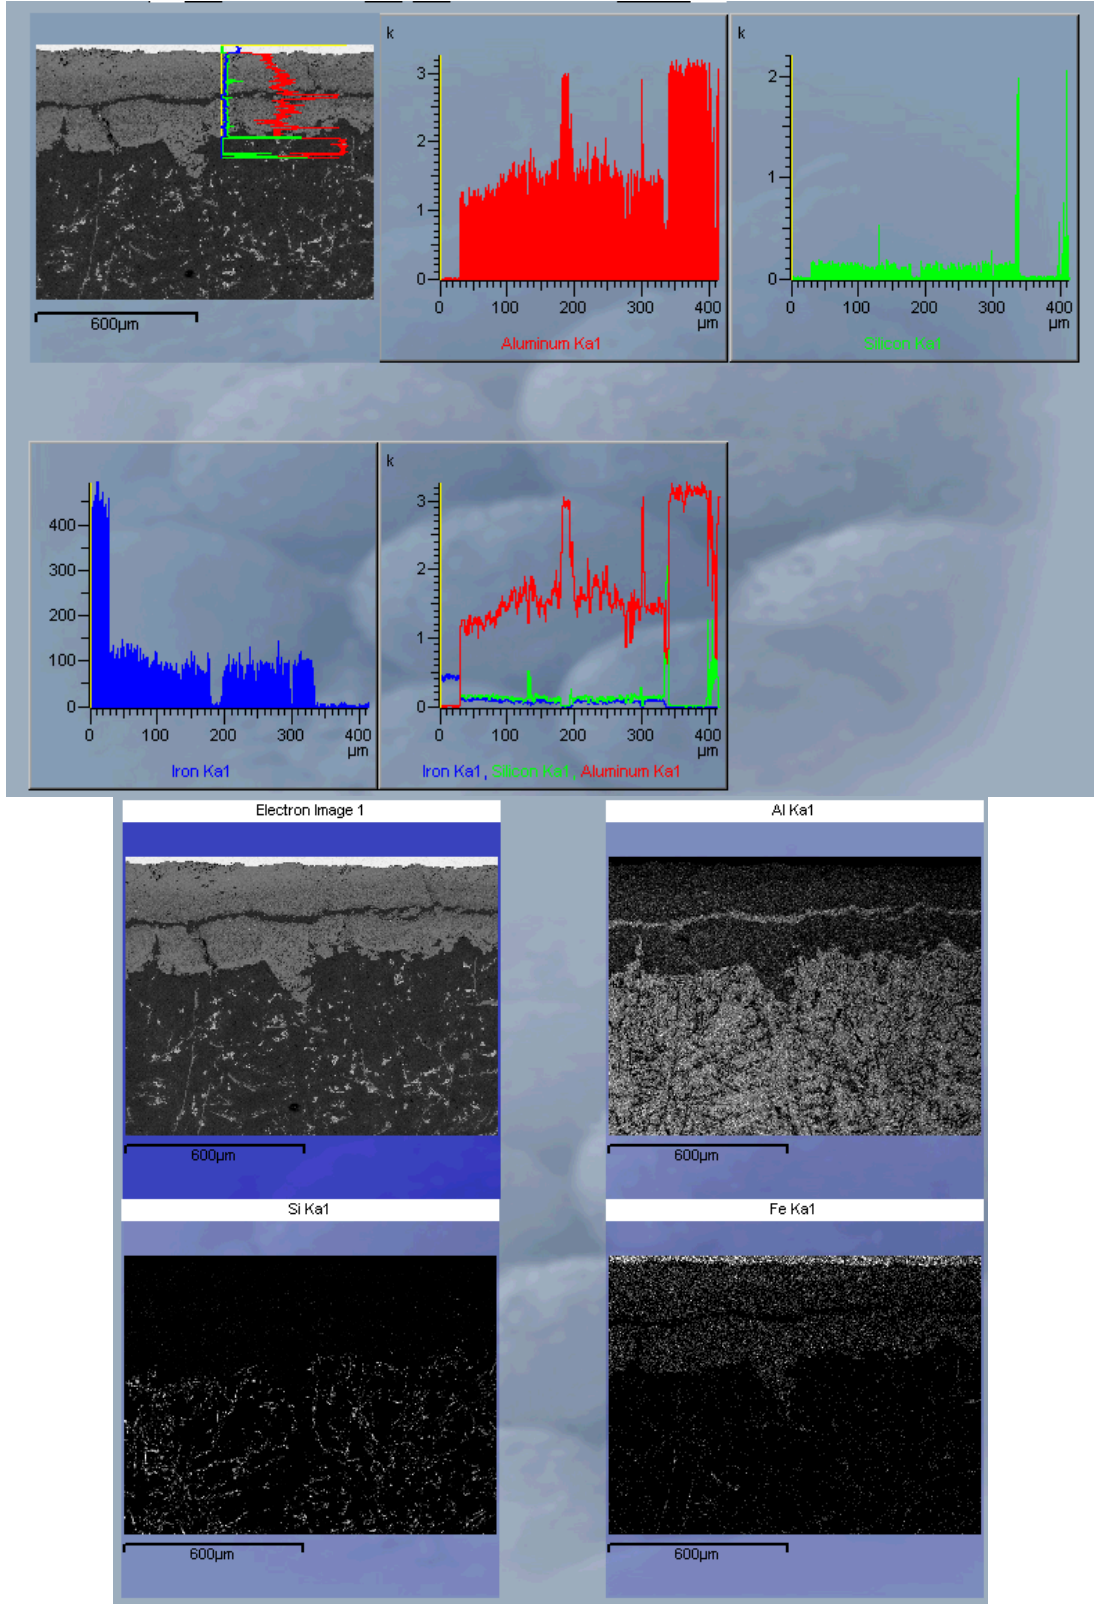 k
3
2
1
0
0 100 200 300 400
µm
Aluminum Ka1
k
2
1
0
0 100 200 300 400
µm
Silicon Ka1
600µm
400
300
200
100
0
0 100 200 300 400
µm
Iron Ka1
k
3
2
1
0
0 100 200 300 400
µm
Iron Ka1, Silicon Ka1, Aluminum Ka1
Electron Image 1
Al Ka1
600µm
600µm
Si Ka1
Fe Ka1
600µm
600µm